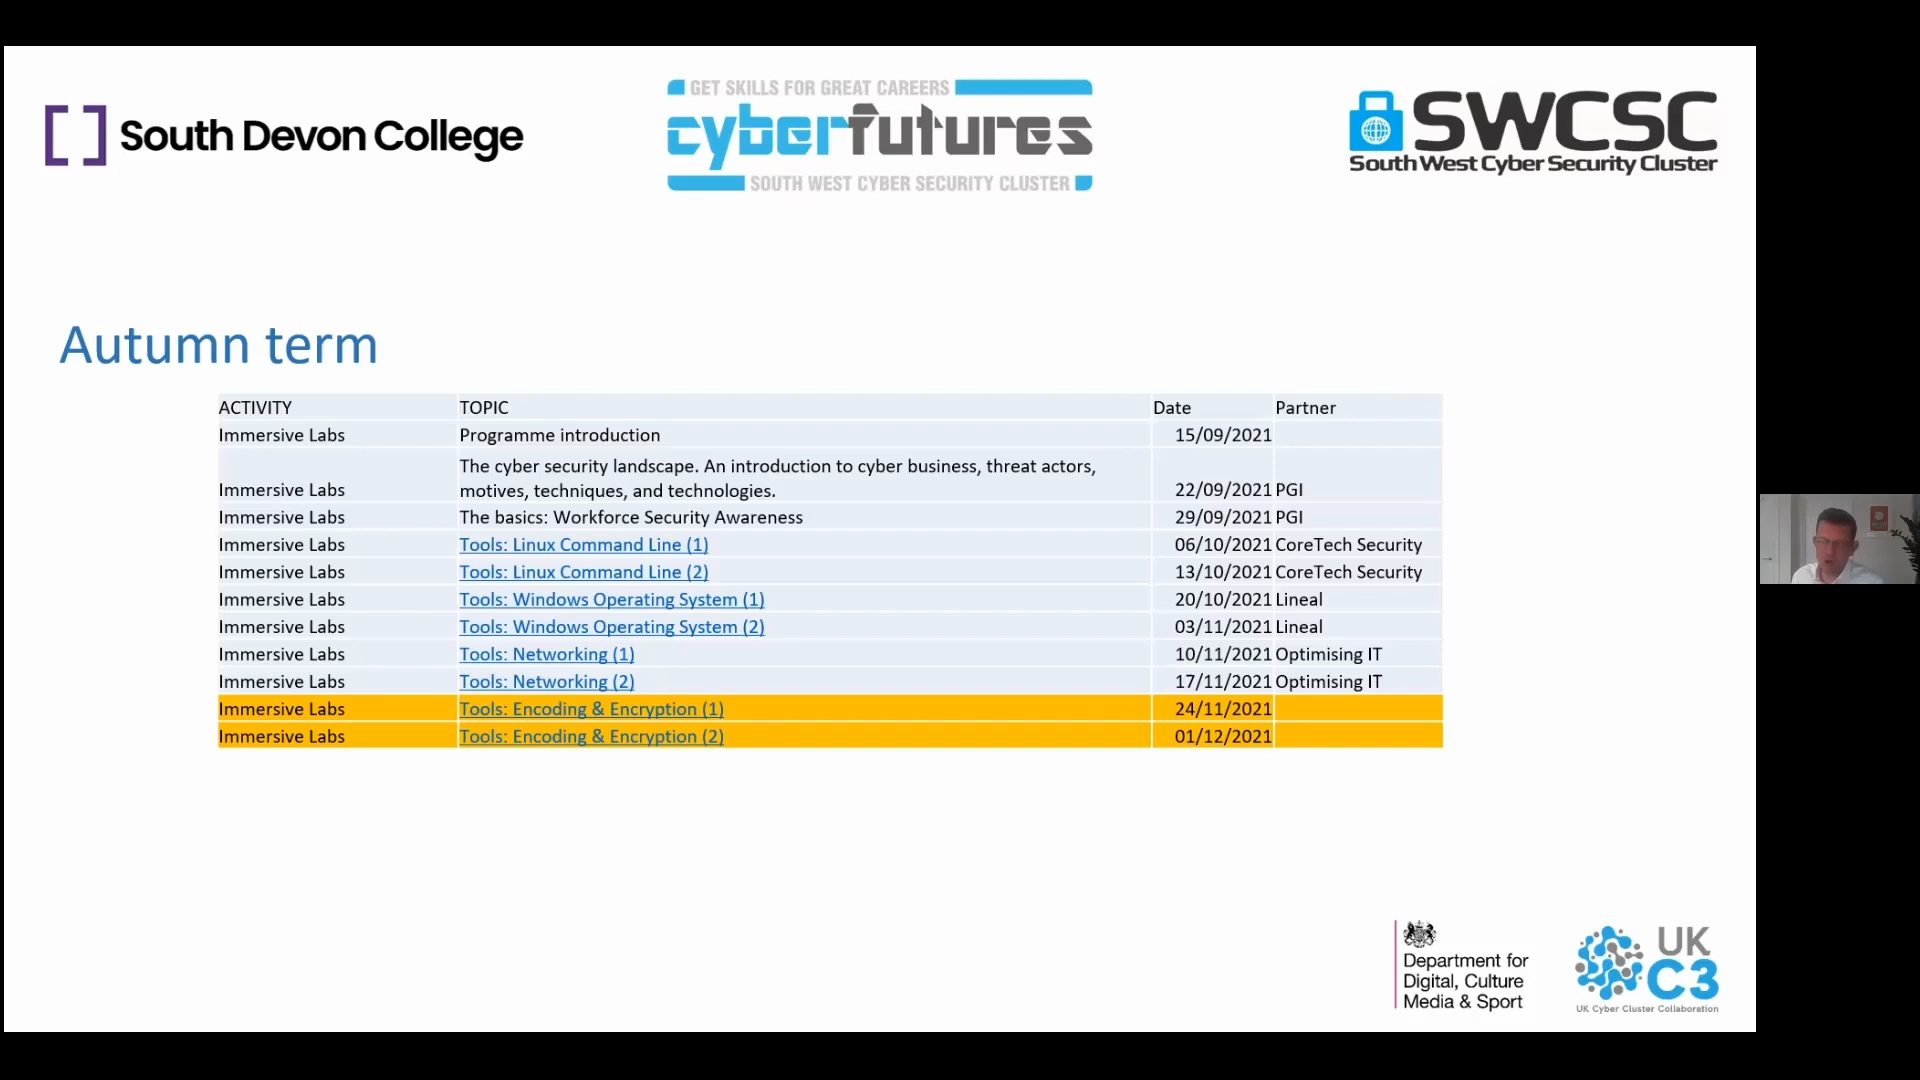 South Devon College
GET SKILLS FOR GREAT CAREERS
cyberfutures
SOUTH WEST CYBER SECURITY CLUSTER
SWCSC
South West Cyber Security Cluster
Autumn term
ACTIVITY TOPIC Date Partner
Immersive Labs Programme introduction 15/09/2021
The cyber security landscape. An introduction to cyber business, threat actors,
Immersive Labs motives, techniques, and technologies. 22/09/2021 PGI
Immersive Labs The basics: Workforce Security Awareness 29/09/2021 PGI
Immersive Labs Tools: Linux Command Line (1) 06/10/2021 CoreTech Security
Immersive Labs Tools: Linux Command Line (2) 13/10/2021 CoreTech Security
Immersive Labs Tools: Windows Operating System (1) 20/10/2021 Lineal
Immersive Labs Tools: Windows Operating System (2) 03/11/2021 Lineal
Immersive Labs Tools: Networking (1) 10/11/2021 Optimising IT
Immersive Labs Tools: Networking (2) 17/11/2021 Optimising IT
Immersive Labs Tools: Encoding & Encryption (1) 24/11/2021
Immersive Labs Tools: Encoding & Encryption (2) 01/12/2021
Department for
Digital, Culture
Media & Sport
UK
C3
UK Cyber Cluster Collaboration